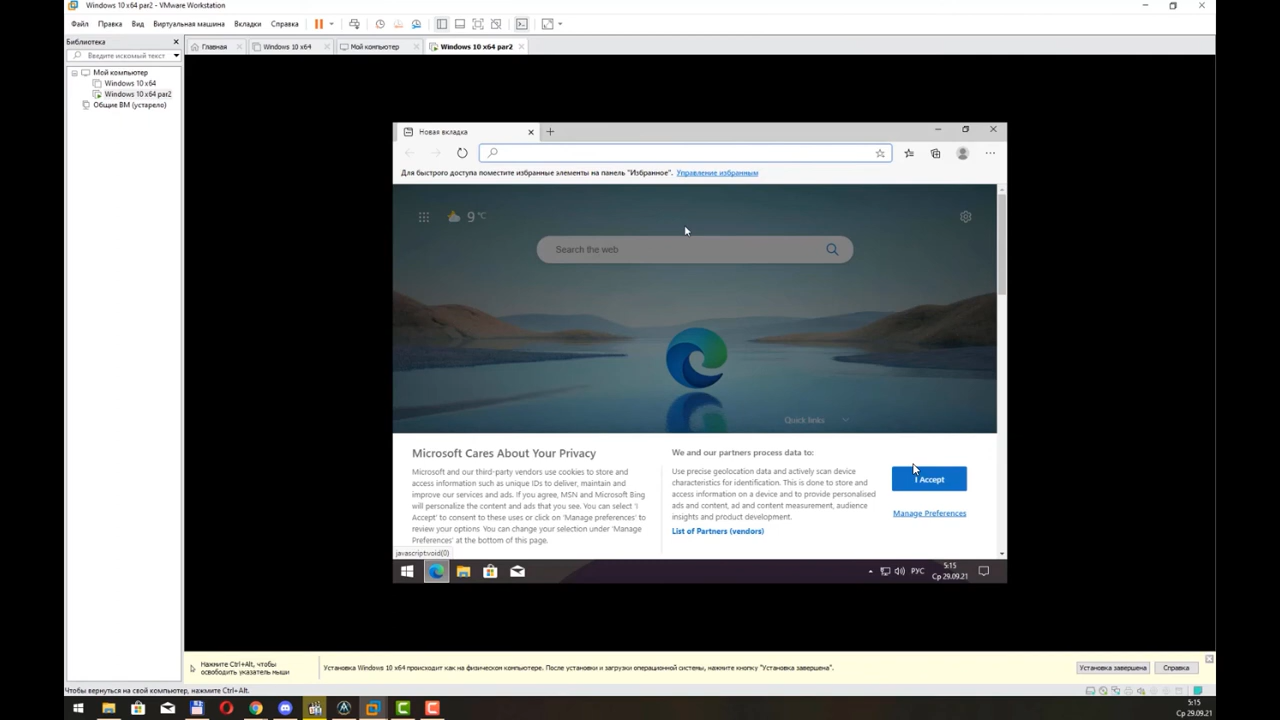 Windows 10 x64 par2 - VMware Workstation
Файл Правка Вид Виртуальная машина Вкладки Справка
Библиотека
Введите искомый текст
Мой компьютер
Windows 10 x64
Windows 10 x64 par2
Общие ВМ (устарело)
Главная
Windows 10 x64
Мой компьютер
Windows 10 x64 par2
Новая вкладка
Для быстрого доступа поместите избранные элементы на панель "Избранное". Управление избранным
9 °C
Search the web
Quick links
Microsoft Cares About Your Privacy
Microsoft and our third-party vendors use cookies to store and
access information such as unique IDs to deliver, maintain and
improve our services and ads. If you agree, MSN and Microsoft Bing
will personalize the content and ads that you see. You can select 'I
Accept' to consent to these uses or click on 'Manage preferences' to
review your options. You can change your selection under 'Manage
Preferences' at the bottom of this page.
We and our partners process data to:
Use precise geolocation data and actively scan device
characteristics for identification. This is done to store and
access information on a device and to provide personalised
ads and content, ad and content measurement, audience
insights and product development.
List of Partners (vendors)
I Accept
Manage Preferences
javascript:void(0)
РУС
5:15
Ср 29.09.21
Нажмите Ctrl+Alt, чтобы
освободить указатель мыши
Установка Windows 10 x64 происходит как на физическом компьютере. После установки и загрузки операционной системы, нажмите кнопку "Установка завершена".
Установка завершена
Справка
Чтобы вернуться на свой компьютер, нажмите Ctrl+Alt.
5:15
Ср 29.09.21